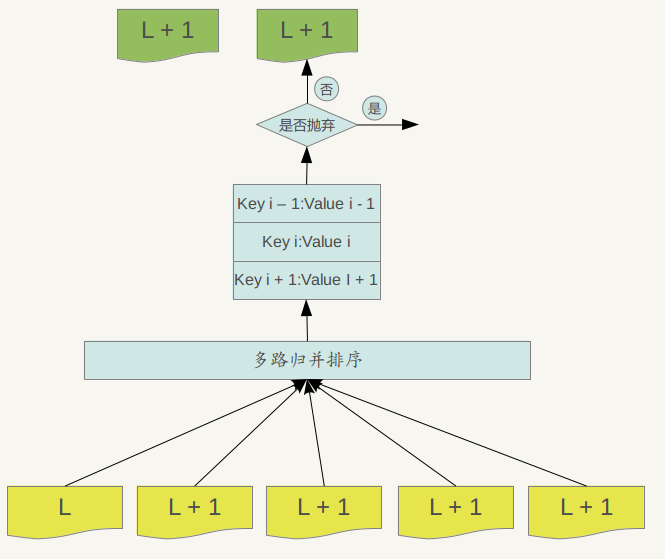 L + 1
L + 1
否
是
是否抛弃
Key i – 1:Value i - 1
Key i:Value i
Key i + 1:Value I + 1
多路归并排序
L
L + 1
L + 1
L + 1
L + 1